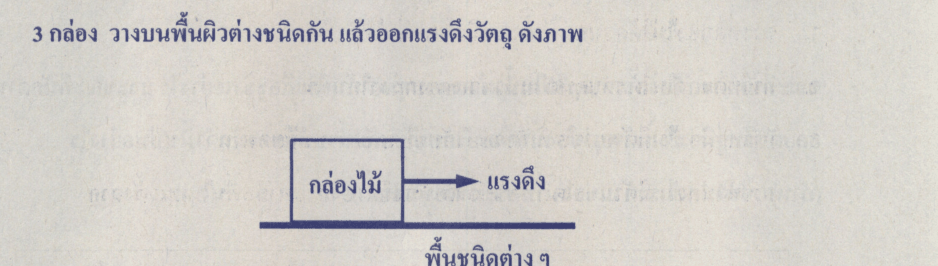 3 กล่อง วางบนพื้นผิวต่างชนิดกัน แล้วออกแรงดึงวัตถุ ดังภาพ
กล่องไม้
แรงดึง
พื้นชนิดต่าง ๆ